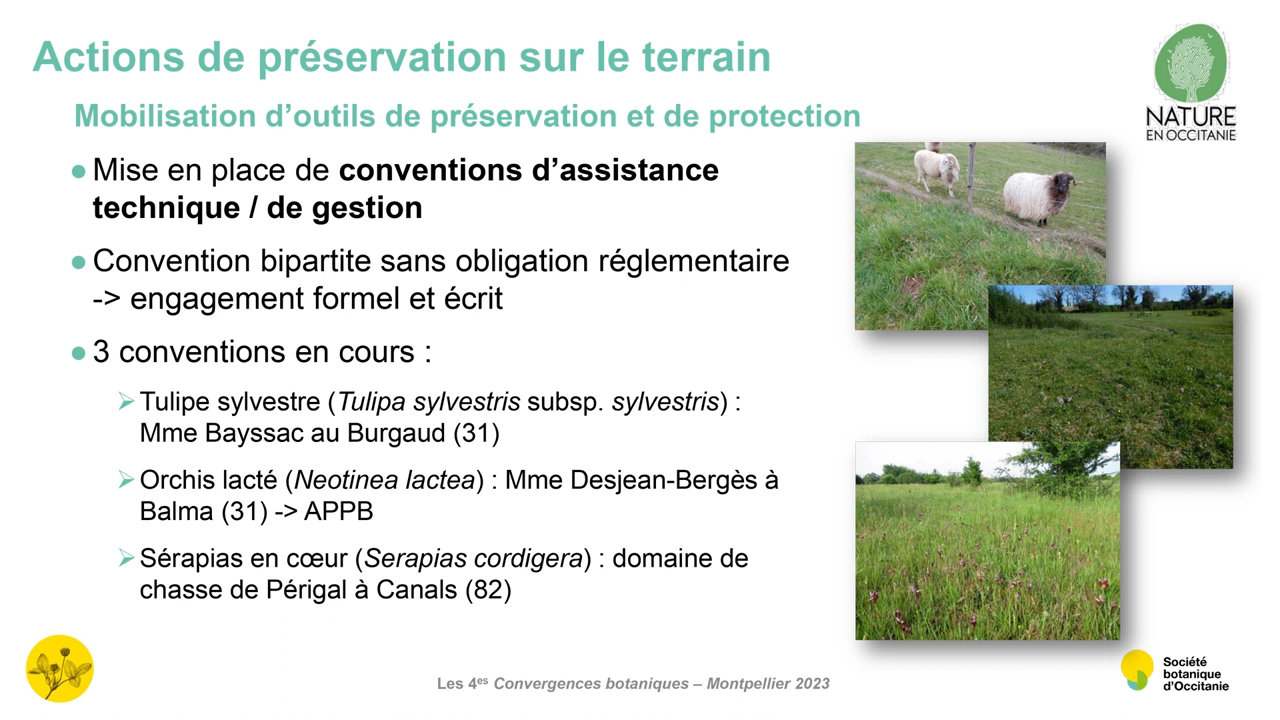 Actions de préservation sur le terrain
NATURE
EN OCCITANIE
Mobilisation d’outils de préservation et de protection
● Mise en place de conventions d’assistance
technique / de gestion
● Convention bipartite sans obligation réglementaire
-> engagement formel et écrit
● 3 conventions en cours :
➢ Tulipe sylvestre (Tulipa sylvestris subsp. sylvestris) :
Mme Bayssac au Burgaud (31)
➢ Orchis lacté (Neotinea lactea) : Mme Desjean-Bergès à
Balma (31) -> APPB
➢ Sérapias en cœur (Serapias cordigera) : domaine de
chasse de Périgal à Canals (82)
Les 4es Convergences botaniques – Montpellier 2023
Société
botanique
d’Occitanie